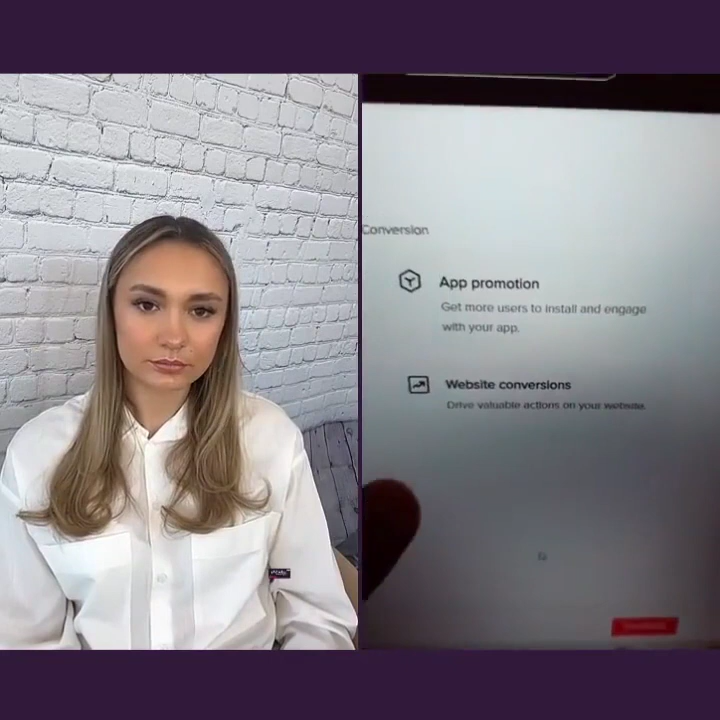 Conversion
App promotion
Get more users to install and engage
with your app.
Website conversions
Drive valuable actions on your website.